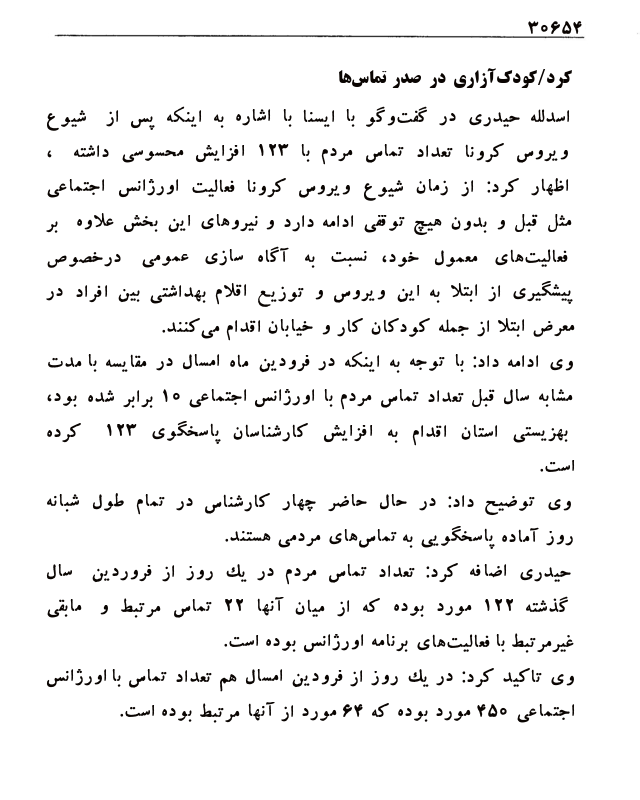 ۳۰۶۵۴
کرد/کودک‌آزاری در صدر تماس‌ها
اسدلله حیدری در گفت‌وگو با ایسنا با اشاره به اینکه پس از شیوع
ویروس کرونا تعداد تماس مردم با ۱۲۳ افزایش محسوسی داشته ،
اظهار کرد: از زمان شیوع ویروس کرونا فعالیت اورژانس اجتماعی
مثل قبل و بدون هیچ توقفی ادامه دارد و نیروهای این بخش علاوه بر
فعالیت‌های معمول خود، نسبت به آگاه سازی عمومی درخصوص
پیشگیری از ابتلا به این ویروس و توزیع اقلام بهداشتی بین افراد در
معرض ابتلا از جمله کودکان کار و خیابان اقدام می‌کنند.
وی ادامه داد: با توجه به اینکه در فرودین ماه امسال در مقایسه با مدت
مشابه سال قبل تعداد تماس مردم با اورژانس اجتماعی ۱۰ برابر شده بود،
بهزیستی استان اقدام به افزایش کارشناسان پاسخگوی ۱۲۳ کرده
است.
وی توضیح داد: در حال حاضر چهار کارشناس در تمام طول شبانه
روز آماده پاسخگویی به تماس‌های مردمی هستند.
حیدری اضافه کرد: تعداد تماس مردم در یك روز از فروردین سال
گذشته ۱۲۲ مورد بوده که از میان آنها ۲۲ تماس مرتبط و مابقی
غیرمرتبط با فعالیت‌های برنامه اورژانس بوده است.
وی تاکید کرد: در یك روز از فرودین امسال هم تعداد تماس با اورژانس
اجتماعی ۴۵۰ مورد بوده که ۶۴ مورد از آنها مرتبط بوده است.